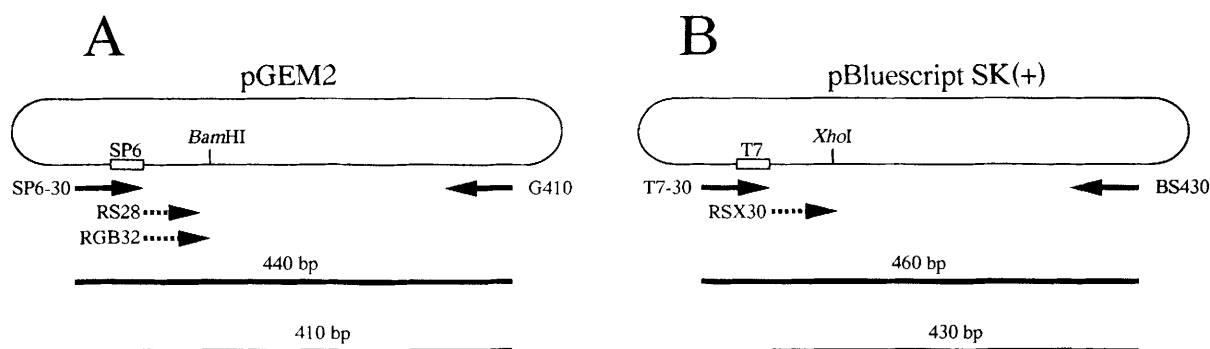 A
pGEM2
SP6
BamHI
SP6-30
G410
RS28
RGB32
440 bp
410 bp
B
pBluescript SK(+)
T7
XhoI
T7-30
BS430
RSX30
460 bp
430 bp